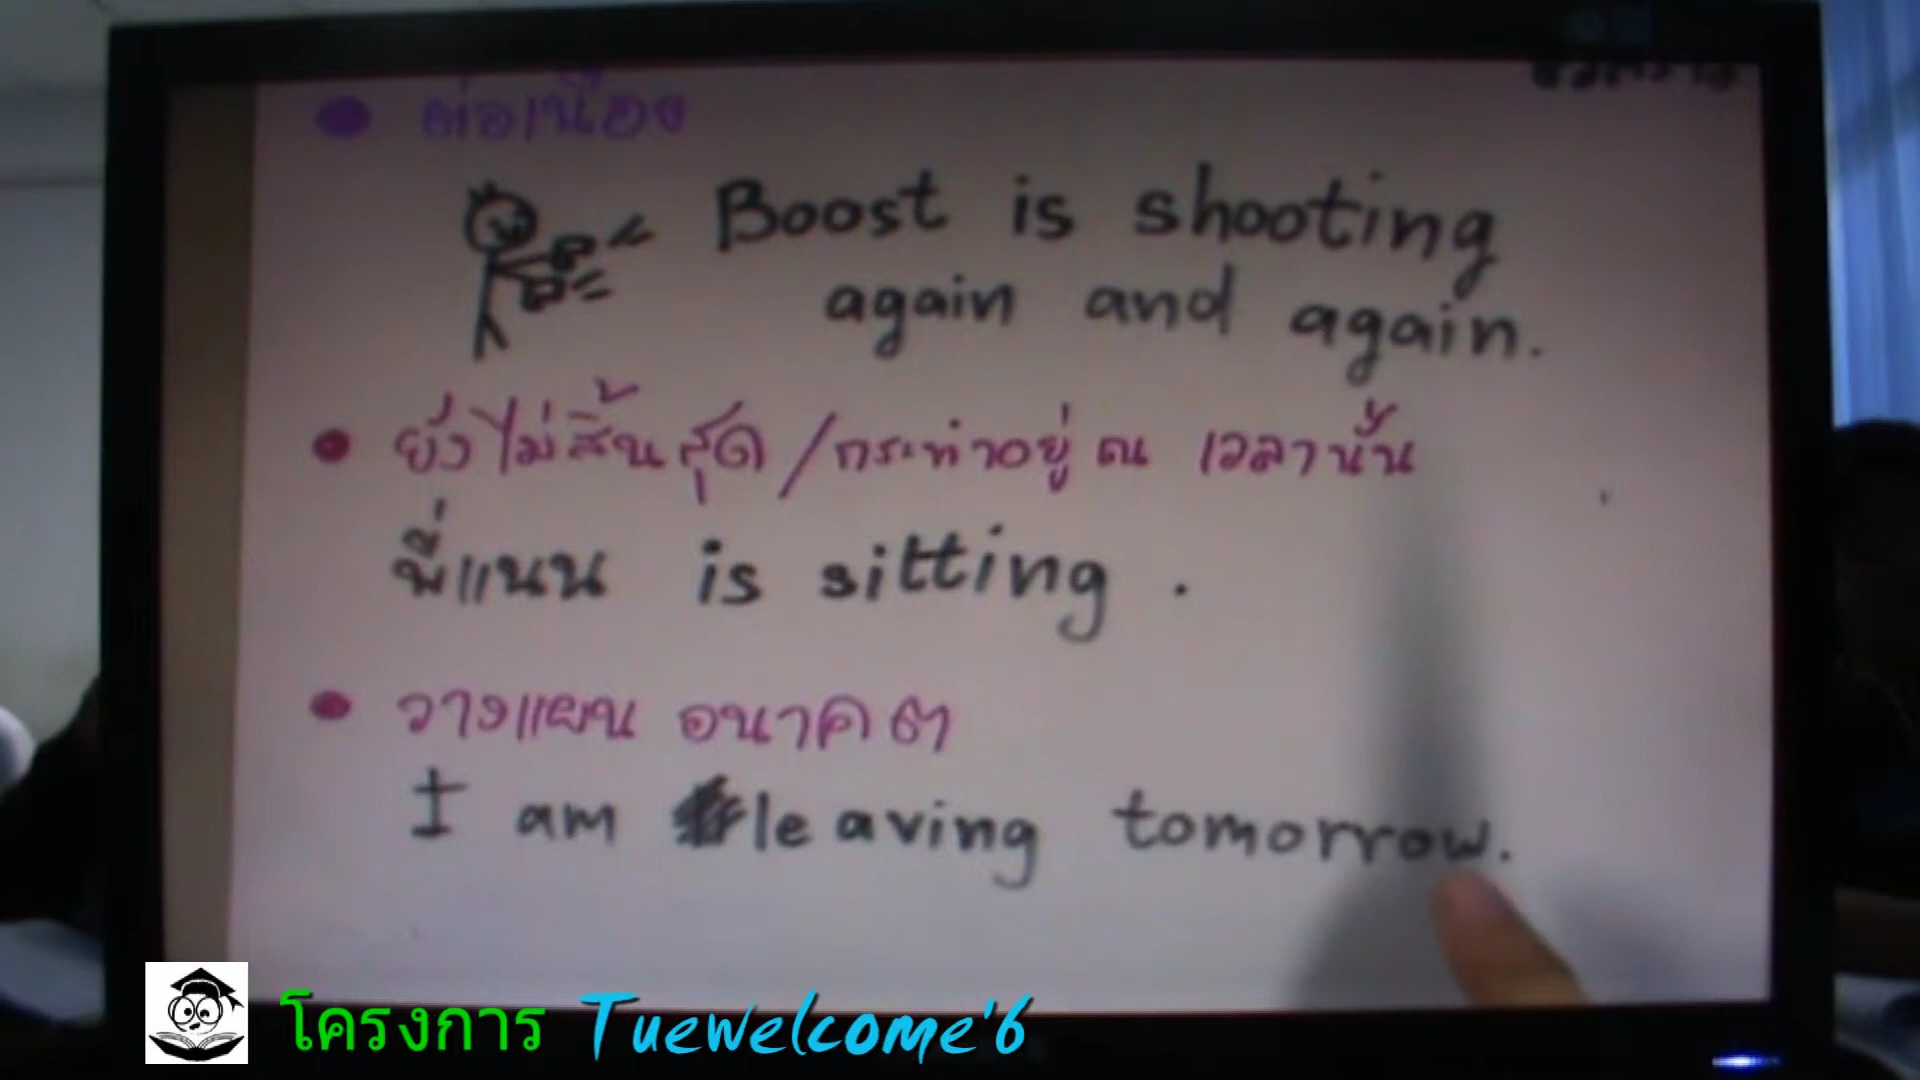 ต่อเนื่อง
Boost is shooting
again and again.
ยังไม่สิ้นสุด/กระทำอยู่ ณ เวลานั้น
พี่แนน is sitting.
วางแผน อนาคต
I am leaving tomorrow.
โครงการ Tuewelcome'6